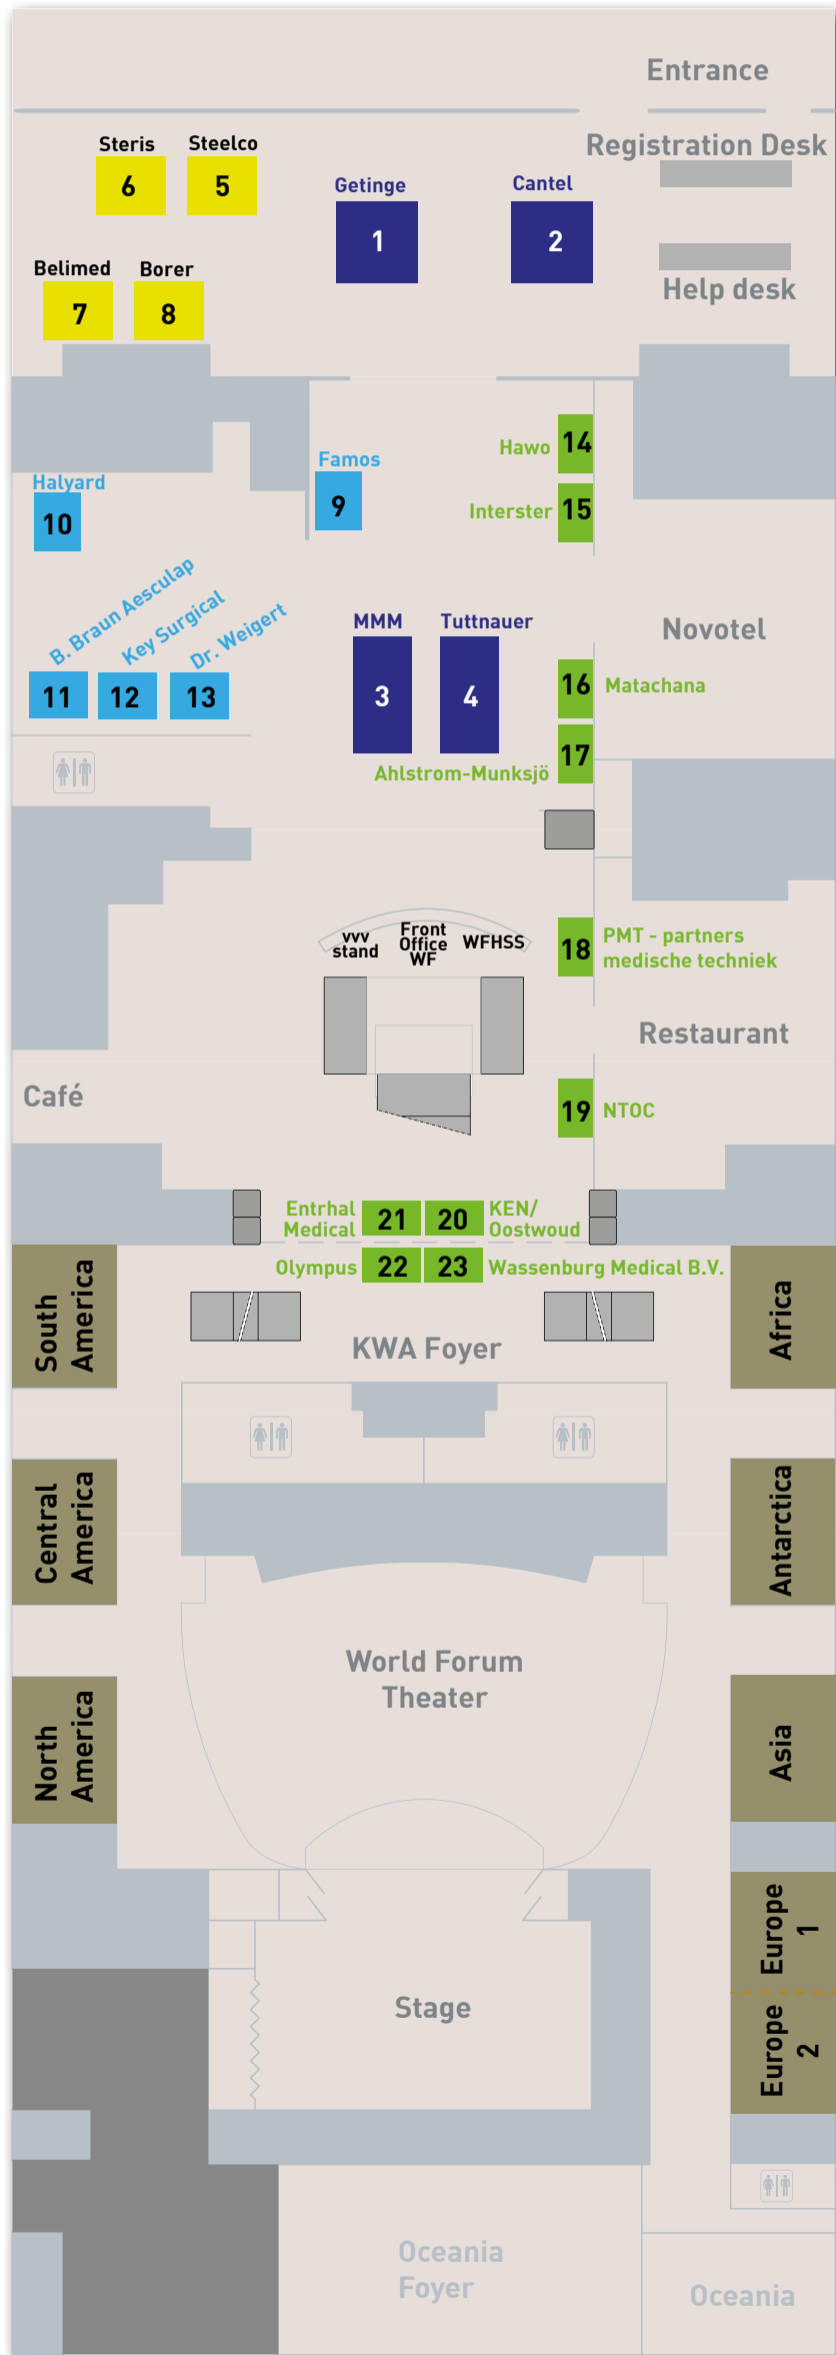 Entrance
Registration Desk
Steris
Steelco
6
5
Getinge
Cantel
1
2
Help desk
Belimed
Borer
7
8
Hawo
14
Famos
9
Halyard
10
Interster
15
B. Braun Aesculap
Key Surgical
Dr. Weigert
11
12
13
MMM
Tuttnauer
3
4
Novotel
16
Matachana
17
Ahlstrom-Munksjö
vvv
stand
Front
Office
WF
WFHSS
18
PMT - partners
medische techniek
Restaurant
Café
19
NTOC
Entrhal
Medical
21
20
KEN/
Oostwoud
Olympus
22
23
Wassenburg Medical B.V.
South
America
KWA Foyer
Africa
Central
America
Antarctica
World Forum
Theater
North
America
Asia
Europe
1
Stage
Europe
2
Oceania
Foyer
Oceania